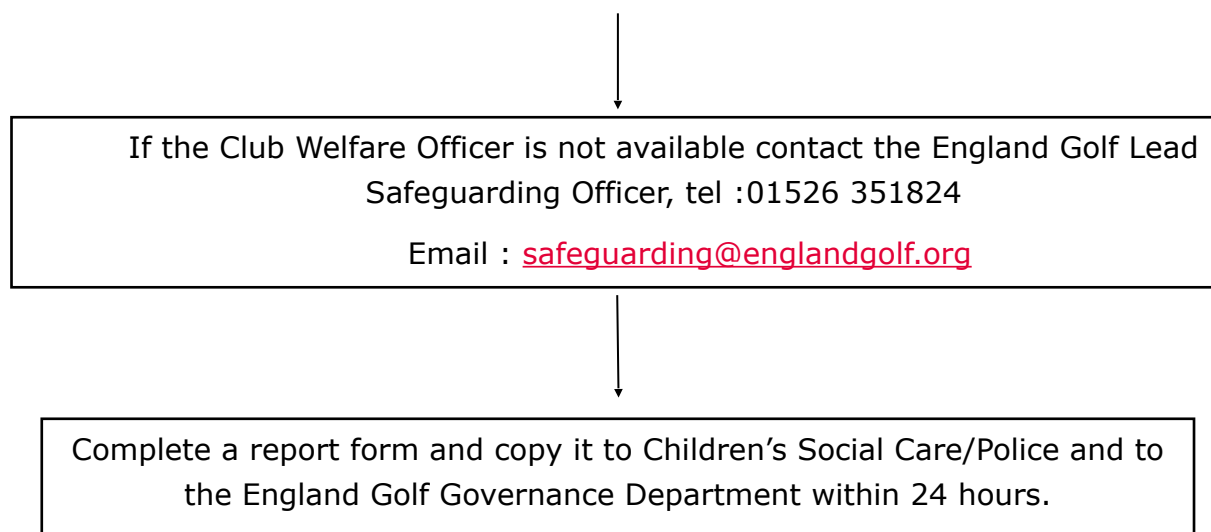 If the Club Welfare Officer is not available contact the England Golf Lead
Safeguarding Officer, tel :01526 351824
Email : safeguarding@englandgolf.org
Complete a report form and copy it to Children’s Social Care/Police and to
the England Golf Governance Department within 24 hours.